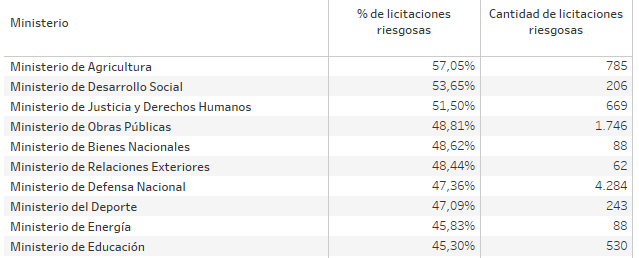 Ministerio % de licitaciones riesgosas Cantidad de licitaciones riesgosas
Ministerio de Agricultura 57,05% 785
Ministerio de Desarrollo Social 53,65% 206
Ministerio de Justicia y Derechos Humanos 51,50% 669
Ministerio de Obras Públicas 48,81% 1.746
Ministerio de Bienes Nacionales 48,62% 88
Ministerio de Relaciones Exteriores 48,44% 62
Ministerio de Defensa Nacional 47,36% 4.284
Ministerio del Deporte 47,09% 243
Ministerio de Energía 45,83% 88
Ministerio de Educación 45,30% 530